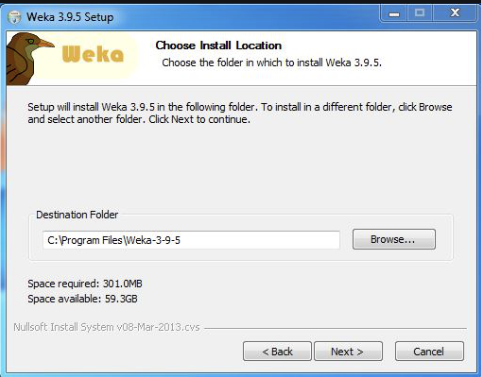 Weka 3.9.5 Setup
Weka
Choose Install Location
Choose the folder in which to install Weka 3.9.5.
Setup will install Weka 3.9.5 in the following folder. To install in a different folder, click Browse
and select another folder. Click Next to continue.
Destination Folder
C:\Program Files\Weka-3-9-5
Browse...
Space required: 301.0MB
Space available: 59.3GB
Nullsoft Install System v08-Mar-2013.cvs
< Back
Next >
Cancel